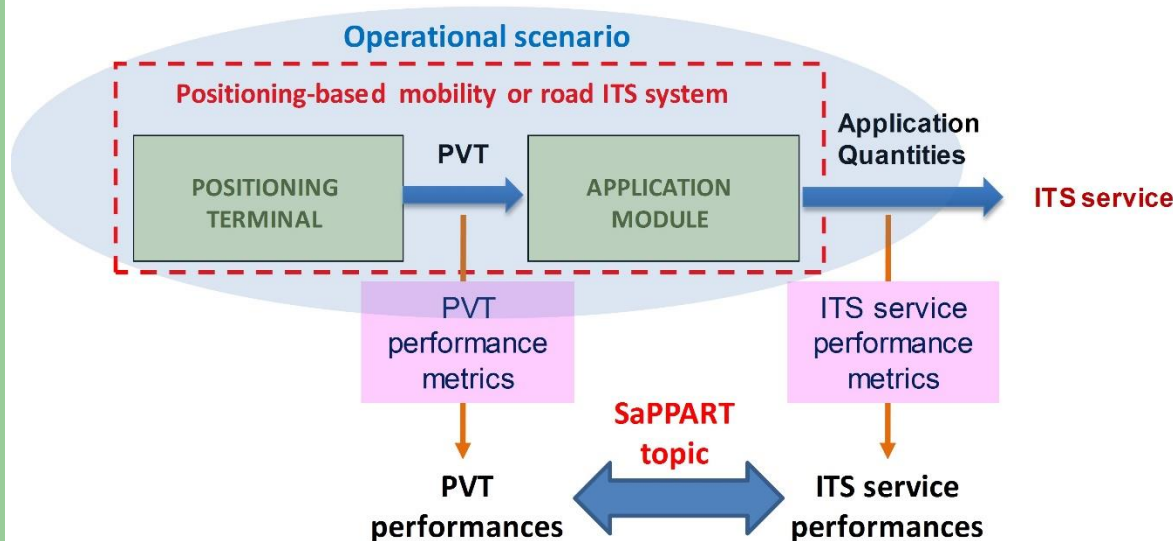 Operational scenario
Positioning-based mobility or road ITS system
POSITIONING
TERMINAL
PVT
APPLICATION
MODULE
Application
Quantities
ITS service
PVT
performance
metrics
ITS service
performance
metrics
SaPPART
topic
PVT
performances
ITS service
performances